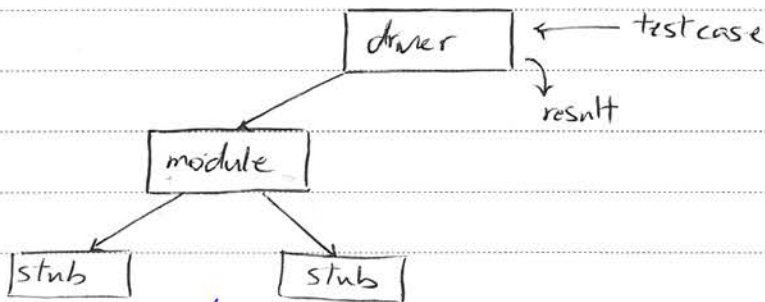 driver
testcase
result
module
stub
stub